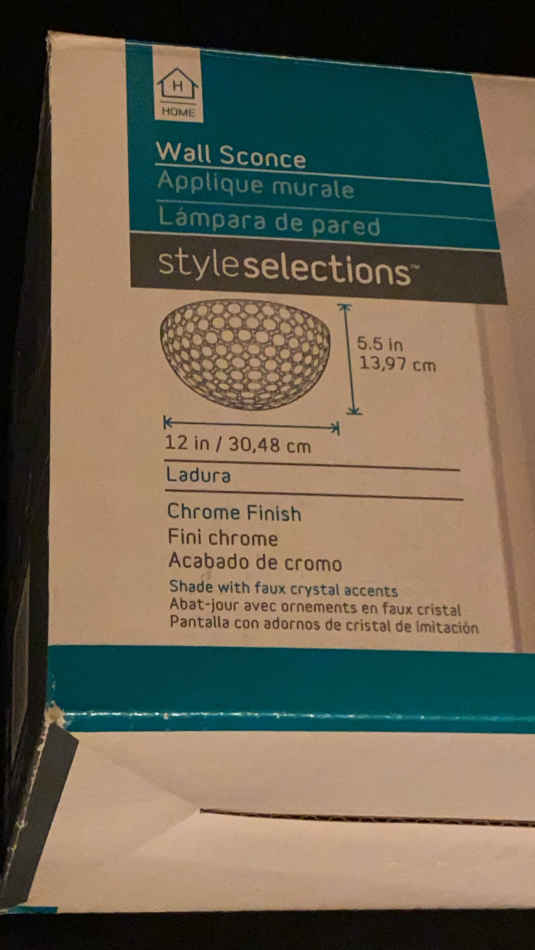 H
HOME
Wall Sconce
Applique murale
Lámpara de pared
styleselections™
5.5 in
13,97 cm
12 in / 30,48 cm
Ladura
Chrome Finish
Fini chrome
Acabado de cromo
Shade with faux crystal accents
Abat-jour avec ornements en faux cristal
Pantalla con adornos de cristal de imitación